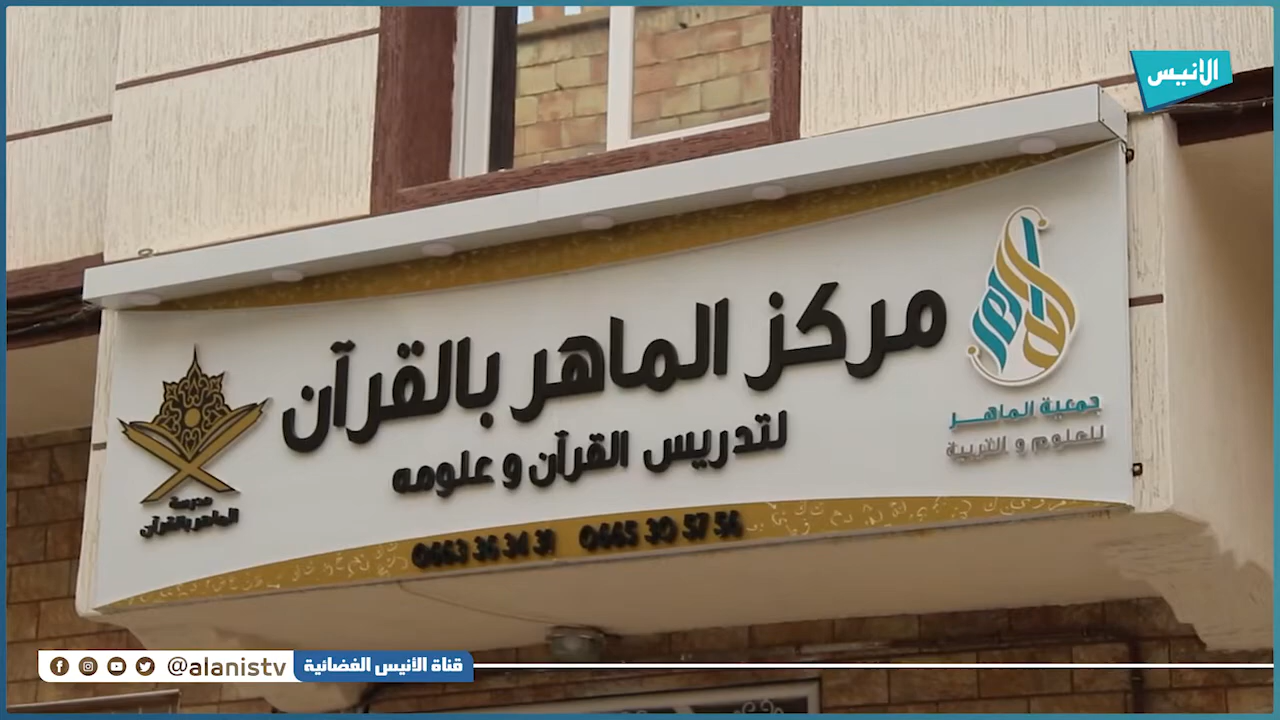 الأنيس
مركز الماهر بالقرآن
لتدريس القرآن و علومه
جمعية الماهر
للعلوم و التربية
مدرسة
الماهر بالقرآن
0663 36 34 31 0665 30 57 56
@alanistv
قناة الأنيس الفضائية